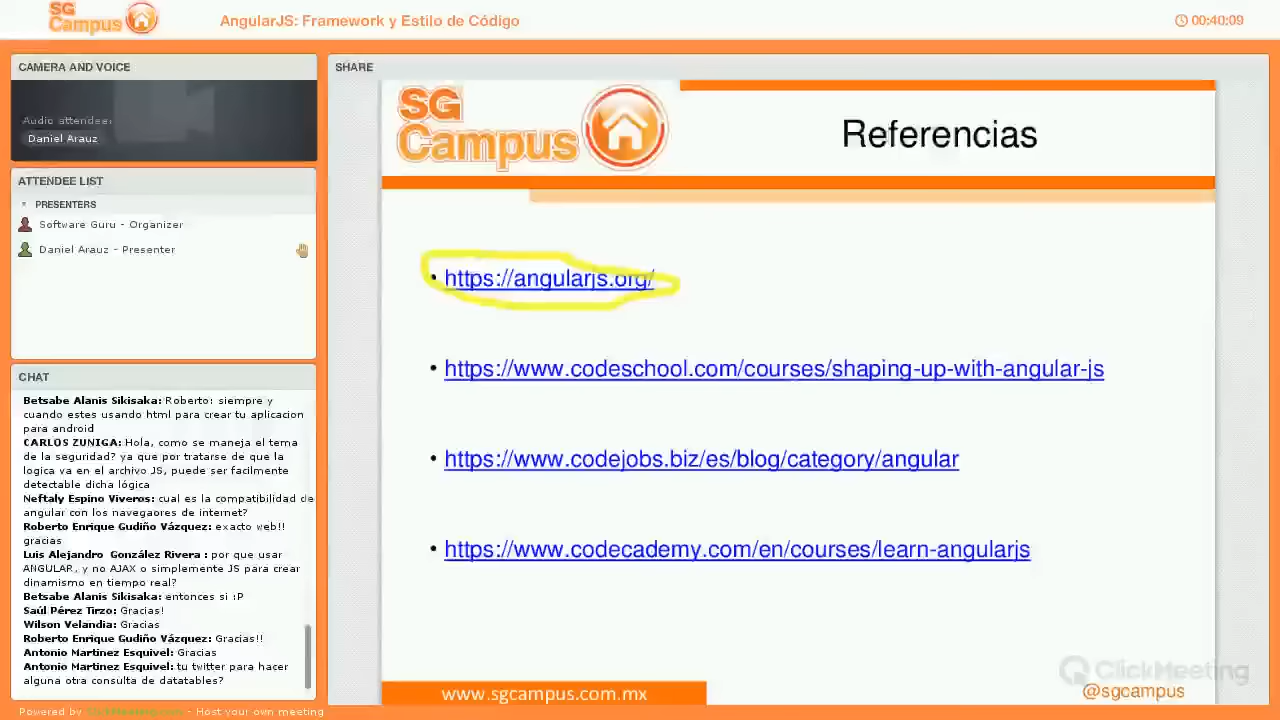 SG Campus
AngularJS: Framework y Estilo de Código
00:40:09
CAMERA AND VOICE
Audio attendee:
Daniel Arauz
ATTENDEE LIST
PRESENTERS
Software Guru - Organizer
Daniel Arauz - Presenter
CHAT
Betsabe Alanis Sikisaka: Roberto: siempre y
cuando estes usando html para crear tu aplicacion
para android
CARLOS ZUNIGA: Hola, como se maneja el tema
de la seguridad? ya que por tratarse de que la
logica va en el archivo JS, puede ser facilmente
detectable dicha lógica
Neftaly Espino Viveros: cual es la compatibilidad de
angular con los navegaores de internet?
Roberto Enrique Gudiño Vázquez: exacto web!!
gracias
Luis Alejandro González Rivera : por que usar
ANGULAR, y no AJAX o simplemente JS para crear
dinamismo en tiempo real?
Betsabe Alanis Sikisaka: entonces si :P
Saúl Pérez Tirzo: Gracias!
Wilson Velandia: Gracias
Roberto Enrique Gudiño Vázquez: Gracias!!
Antonio Martinez Esquivel: Gracias
Antonio Martinez Esquivel: tu twitter para hacer
alguna otra consulta de datatables?
SHARE
SG
Campus
Referencias
• https://angularjs.org/
• https://www.codeschool.com/courses/shaping-up-with-angular-js
• https://www.codejobs.biz/es/blog/category/angular
• https://www.codecademy.com/en/courses/learn-angularjs
ClickMeeting
www.sgcampus.com.mx
@sgcampus
Powered by ClickMeeting.com - Host your own meeting